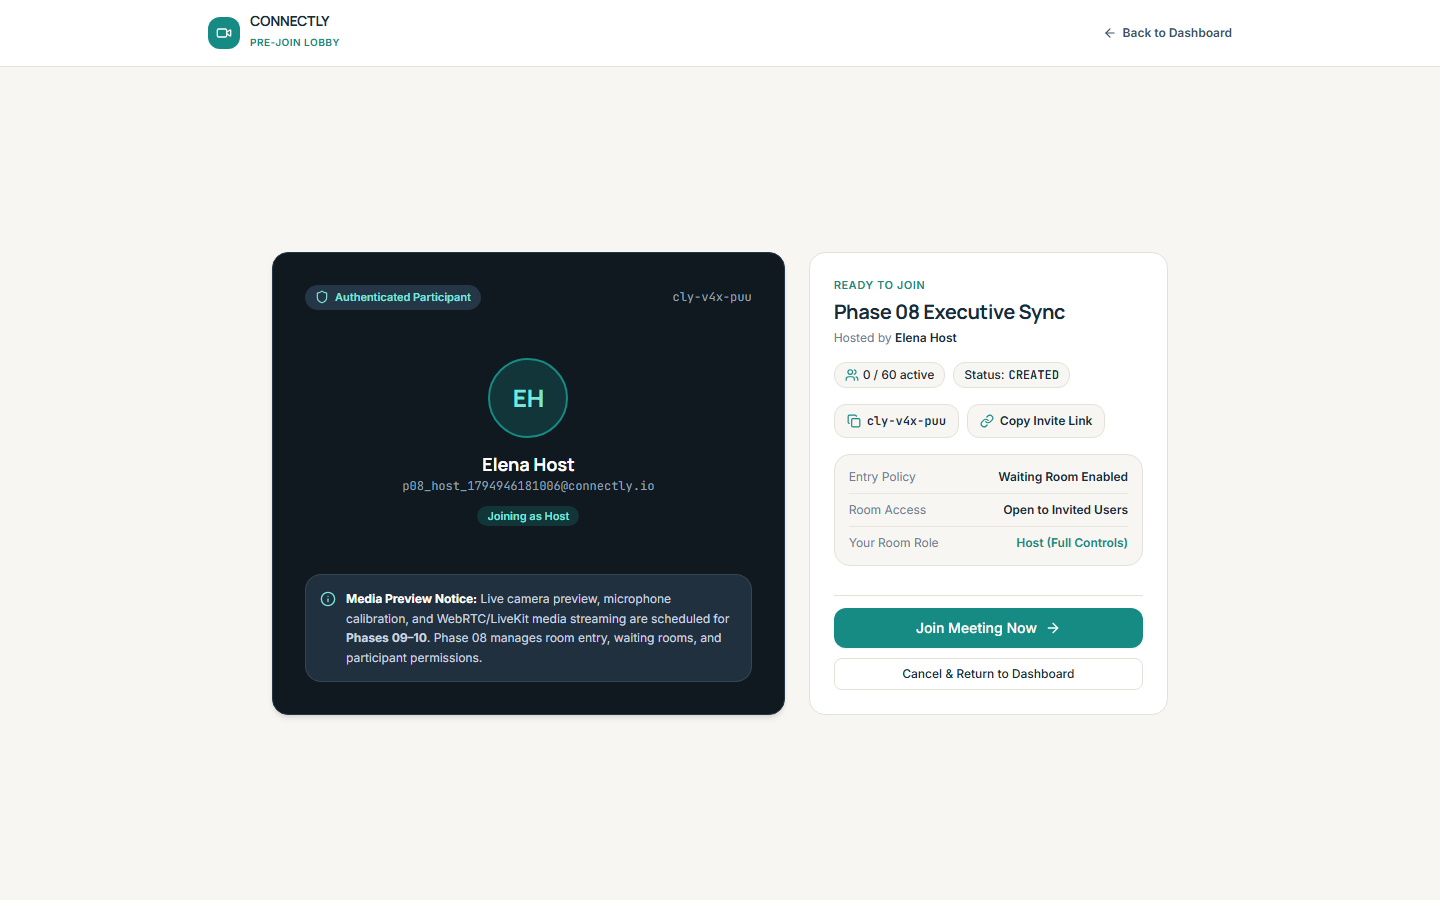 CONNECTLY
PRE-JOIN LOBBY
Back to Dashboard
Authenticated Participant
cly-v4x-puu
EH
Elena Host
p08_host_1794946181006@connectly.io
Joining as Host
Media Preview Notice: Live camera preview, microphone
calibration, and WebRTC/LiveKit media streaming are scheduled for
Phases 09–10. Phase 08 manages room entry, waiting rooms, and
participant permissions.
READY TO JOIN
Phase 08 Executive Sync
Hosted by Elena Host
0 / 60 active
Status: CREATED
cly-v4x-puu
Copy Invite Link
Entry Policy Waiting Room Enabled
Room Access Open to Invited Users
Your Room Role Host (Full Controls)
Join Meeting Now
Cancel & Return to Dashboard